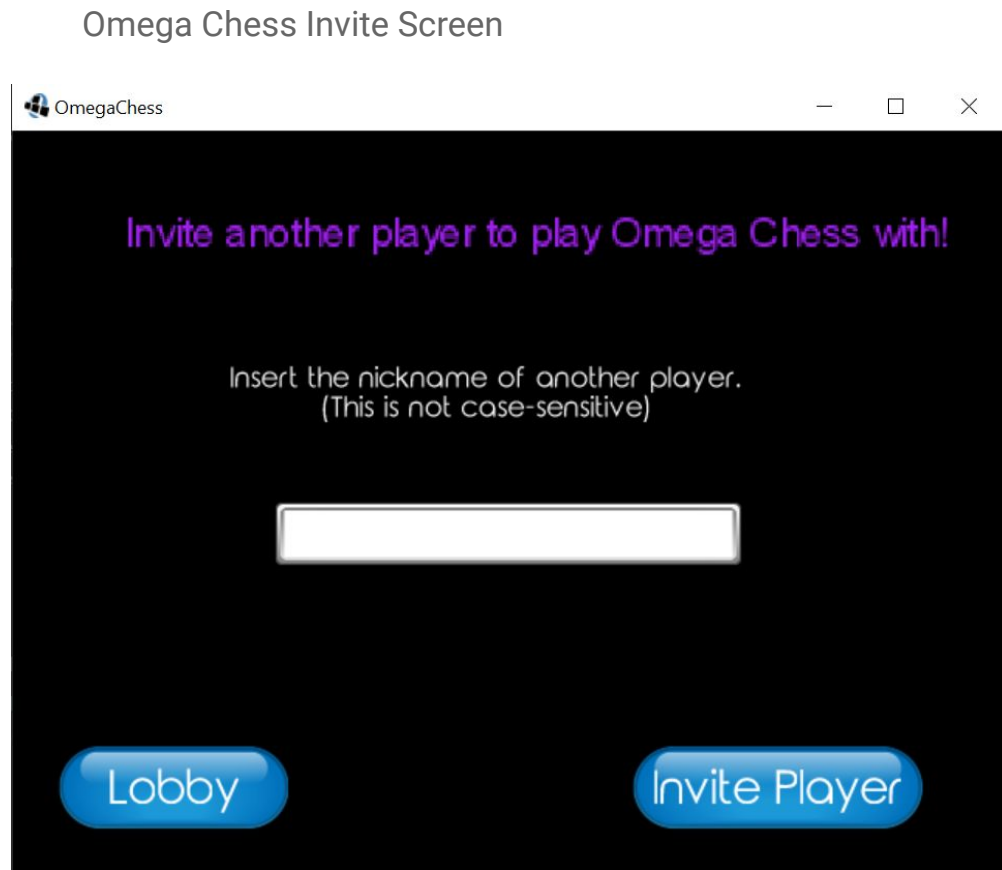 Omega Chess Invite Screen
OmegaChess
Invite another player to play Omega Chess with!
Insert the nickname of another player.
(This is not case-sensitive)
Lobby
Invite Player